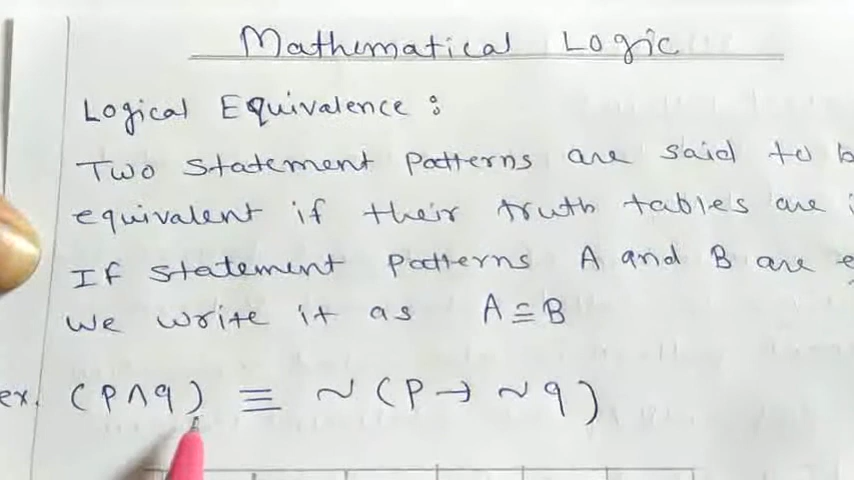 Mathematical Logic
Logical Equivalence :
Two statement patterns are said to b
equivalent if their truth tables are
If statement patterns A and B are
We write it as A ≡ B
ex. (p∧q) ≡ ~(p→ ~q)